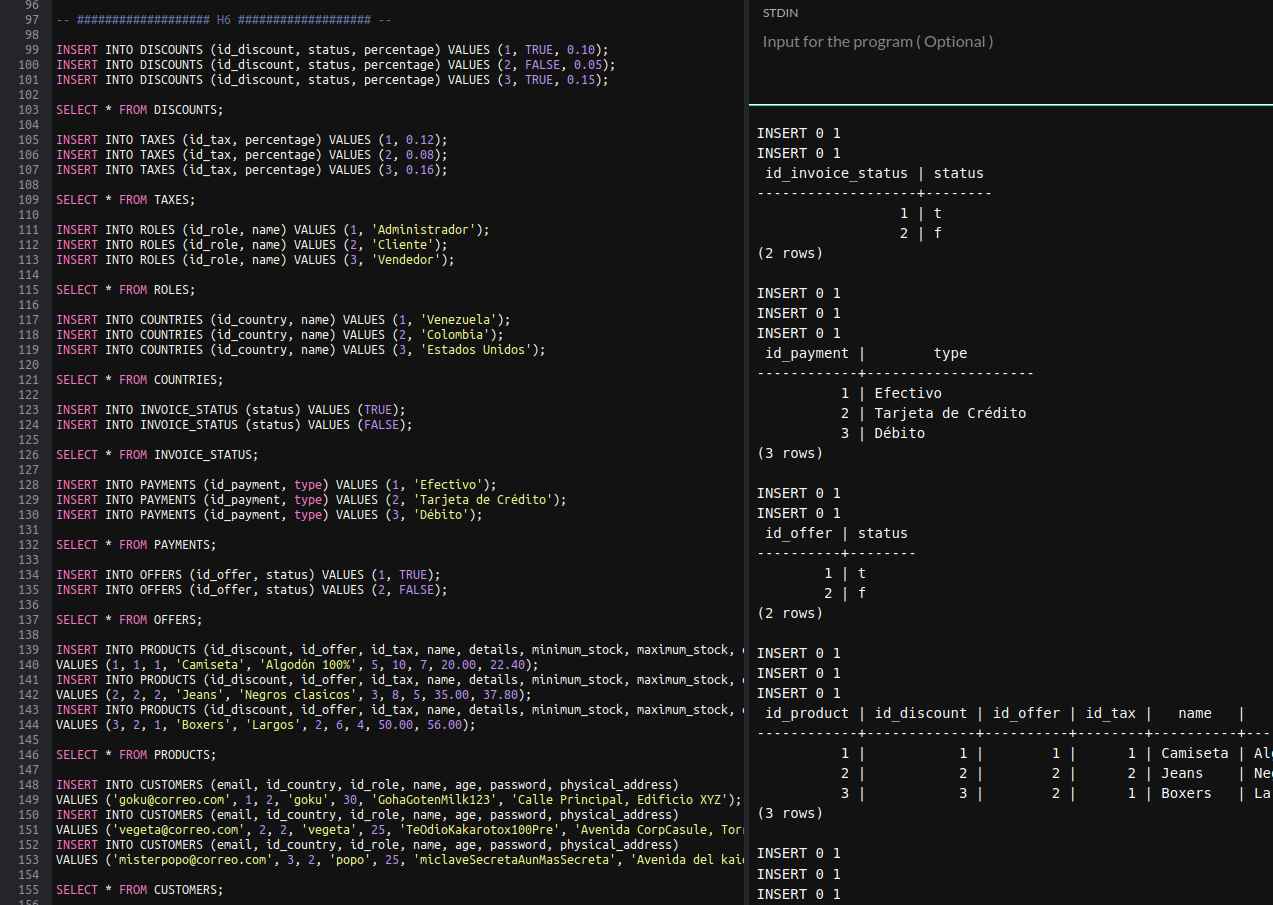 96
97 -- ################### H6 ################### --
98
99 INSERT INTO DISCOUNTS (id_discount, status, percentage) VALUES (1, TRUE, 0.10);
100 INSERT INTO DISCOUNTS (id_discount, status, percentage) VALUES (2, FALSE, 0.05);
101 INSERT INTO DISCOUNTS (id_discount, status, percentage) VALUES (3, TRUE, 0.15);
102
103 SELECT * FROM DISCOUNTS;
104
105 INSERT INTO TAXES (id_tax, percentage) VALUES (1, 0.12);
106 INSERT INTO TAXES (id_tax, percentage) VALUES (2, 0.08);
107 INSERT INTO TAXES (id_tax, percentage) VALUES (3, 0.16);
108
109 SELECT * FROM TAXES;
110
111 INSERT INTO ROLES (id_role, name) VALUES (1, 'Administrador');
112 INSERT INTO ROLES (id_role, name) VALUES (2, 'Cliente');
113 INSERT INTO ROLES (id_role, name) VALUES (3, 'Vendedor');
114
115 SELECT * FROM ROLES;
116
117 INSERT INTO COUNTRIES (id_country, name) VALUES (1, 'Venezuela');
118 INSERT INTO COUNTRIES (id_country, name) VALUES (2, 'Colombia');
119 INSERT INTO COUNTRIES (id_country, name) VALUES (3, 'Estados Unidos');
120
121 SELECT * FROM COUNTRIES;
122
123 INSERT INTO INVOICE_STATUS (status) VALUES (TRUE);
124 INSERT INTO INVOICE_STATUS (status) VALUES (FALSE);
125
126 SELECT * FROM INVOICE_STATUS;
127
128 INSERT INTO PAYMENTS (id_payment, type) VALUES (1, 'Efectivo');
129 INSERT INTO PAYMENTS (id_payment, type) VALUES (2, 'Tarjeta de Crédito');
130 INSERT INTO PAYMENTS (id_payment, type) VALUES (3, 'Débito');
131
132 SELECT * FROM PAYMENTS;
133
134 INSERT INTO OFFERS (id_offer, status) VALUES (1, TRUE);
135 INSERT INTO OFFERS (id_offer, status) VALUES (2, FALSE);
136
137 SELECT * FROM OFFERS;
138
139 INSERT INTO PRODUCTS (id_discount, id_offer, id_tax, name, details, minimum_stock, maximum_stock,
140 VALUES (1, 1, 1, 'Camiseta', 'Algodón 100%', 5, 10, 7, 20.00, 22.40);
141 INSERT INTO PRODUCTS (id_discount, id_offer, id_tax, name, details, minimum_stock, maximum_stock,
142 VALUES (2, 2, 2, 'Jeans', 'Negros clasicos', 3, 8, 5, 35.00, 37.80);
143 INSERT INTO PRODUCTS (id_discount, id_offer, id_tax, name, details, minimum_stock, maximum_stock,
144 VALUES (3, 2, 1, 'Boxers', 'Largos', 2, 6, 4, 50.00, 56.00);
145
146 SELECT * FROM PRODUCTS;
147
148 INSERT INTO CUSTOMERS (email, id_country, id_role, name, age, password, physical_address)
149 VALUES ('goku@correo.com', 1, 2, 'goku', 30, 'GohaGotenMilk123', 'Calle Principal, Edificio XYZ');
150 INSERT INTO CUSTOMERS (email, id_country, id_role, name, age, password, physical_address)
151 VALUES ('vegeta@correo.com', 2, 2, 'vegeta', 25, 'TeOdioKakarotox100Pre', 'Avenida CorpCasule, Tor
152 INSERT INTO CUSTOMERS (email, id_country, id_role, name, age, password, physical_address)
153 VALUES ('misterpopo@correo.com', 3, 2, 'popo', 25, 'miclaveSecretaAunMasSecreta', 'Avenida del kai
154
155 SELECT * FROM CUSTOMERS;
156
STDIN
Input for the program ( Optional )
INSERT 0 1
INSERT 0 1
id_invoice_status | status
-------------------+--------
1 | t
2 | f
(2 rows)
INSERT 0 1
INSERT 0 1
INSERT 0 1
id_payment | type
------------+--------------------
1 | Efectivo
2 | Tarjeta de Crédito
3 | Débito
(3 rows)
INSERT 0 1
INSERT 0 1
id_offer | status
----------+--------
1 | t
2 | f
(2 rows)
INSERT 0 1
INSERT 0 1
INSERT 0 1
id_product | id_discount | id_offer | id_tax | name |
------------+-------------+----------+--------+----------+---
1 | 1 | 1 | 1 | Camiseta | Al
2 | 2 | 2 | 2 | Jeans | Ne
3 | 3 | 2 | 1 | Boxers | La
(3 rows)
INSERT 0 1
INSERT 0 1
INSERT 0 1